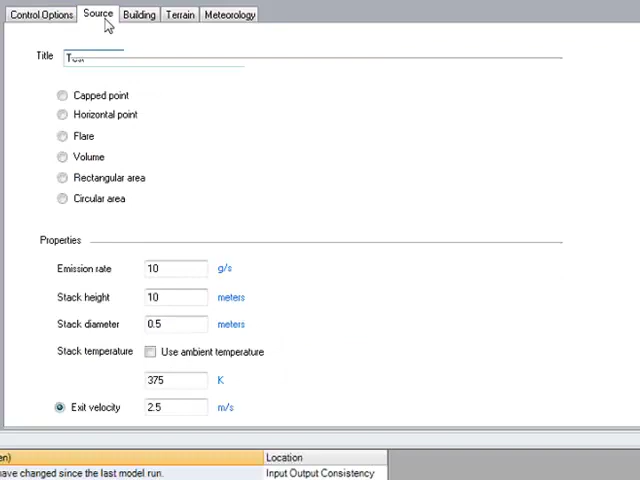 Control Options Source Building Terrain Meteorology
Title
Capped point
Horizontal point
Flare
Volume
Rectangular area
Circular area
Properties
Emission rate 10 g/s
Stack height 10 meters
Stack diameter 0.5 meters
Stack temperature Use ambient temperature
375 K
Exit velocity 2.5 m/s
en) Location
have changed since the last model run. Input Output Consistency